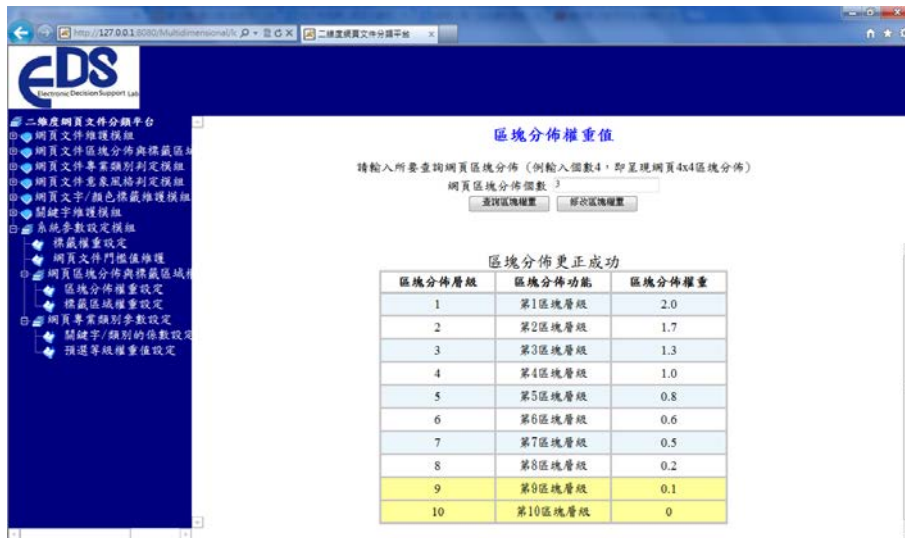 http://127.0.0.1:8080/Multidimensional/lc
二維度網頁文件分類平台
EDS
Electronic Decision Support Lab
二維度網頁文件分類平台
網頁文件維護模組
網頁文件區塊分佈與標籤區
網頁文件專業類別判定模組
網頁文件意象風格判定模組
網頁文字/顏色標籤維護模組
關鍵字維護模組
系統參數設定模組
標籤權重設定
網頁文件門檻值維護
網頁區塊分佈與標籤區域
區塊分佈權重設定
標籤區域權重設定
網頁專業類別參數設定
關鍵字/類別的係數設定
預選等級權重值設定
區塊分佈權重值
請輸入所要查詢網頁區塊分佈（例輸入個數4，即呈現網頁4x4區塊分佈）
網頁區塊分佈個數 3
查詢區塊權重 修改區塊權重
區塊分佈更正成功
區塊分佈層級 區塊分佈功能 區塊分佈權重
1 第1區塊層級 2.0
2 第2區塊層級 1.7
3 第3區塊層級 1.3
4 第4區塊層級 1.0
5 第5區塊層級 0.8
6 第6區塊層級 0.6
7 第7區塊層級 0.5
8 第8區塊層級 0.2
9 第9區塊層級 0.1
10 第10區塊層級 0